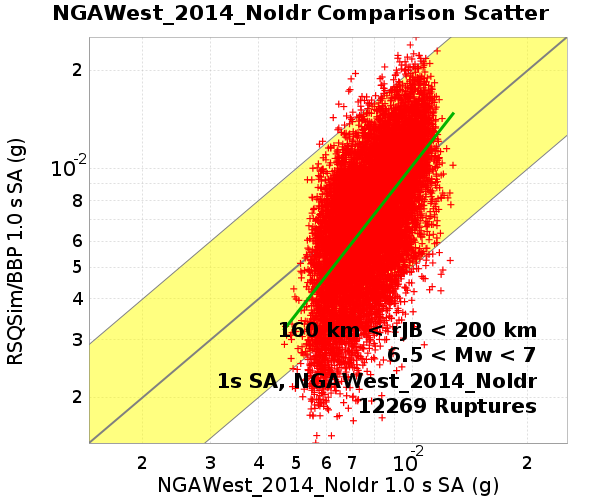 NGAWest_2014_NoIdr Comparison Scatter
RSQSim/BBP 1.0 s SA (g)
2
10-2
8
6
5
4
3
2
160 km < rJB < 200 km
6.5 < Mw < 7
1s SA, NGAWest_2014_NoIdr
12269 Ruptures
2 3 4 5 6 7 10-2 2
NGAWest_2014_NoIdr 1.0 s SA (g)